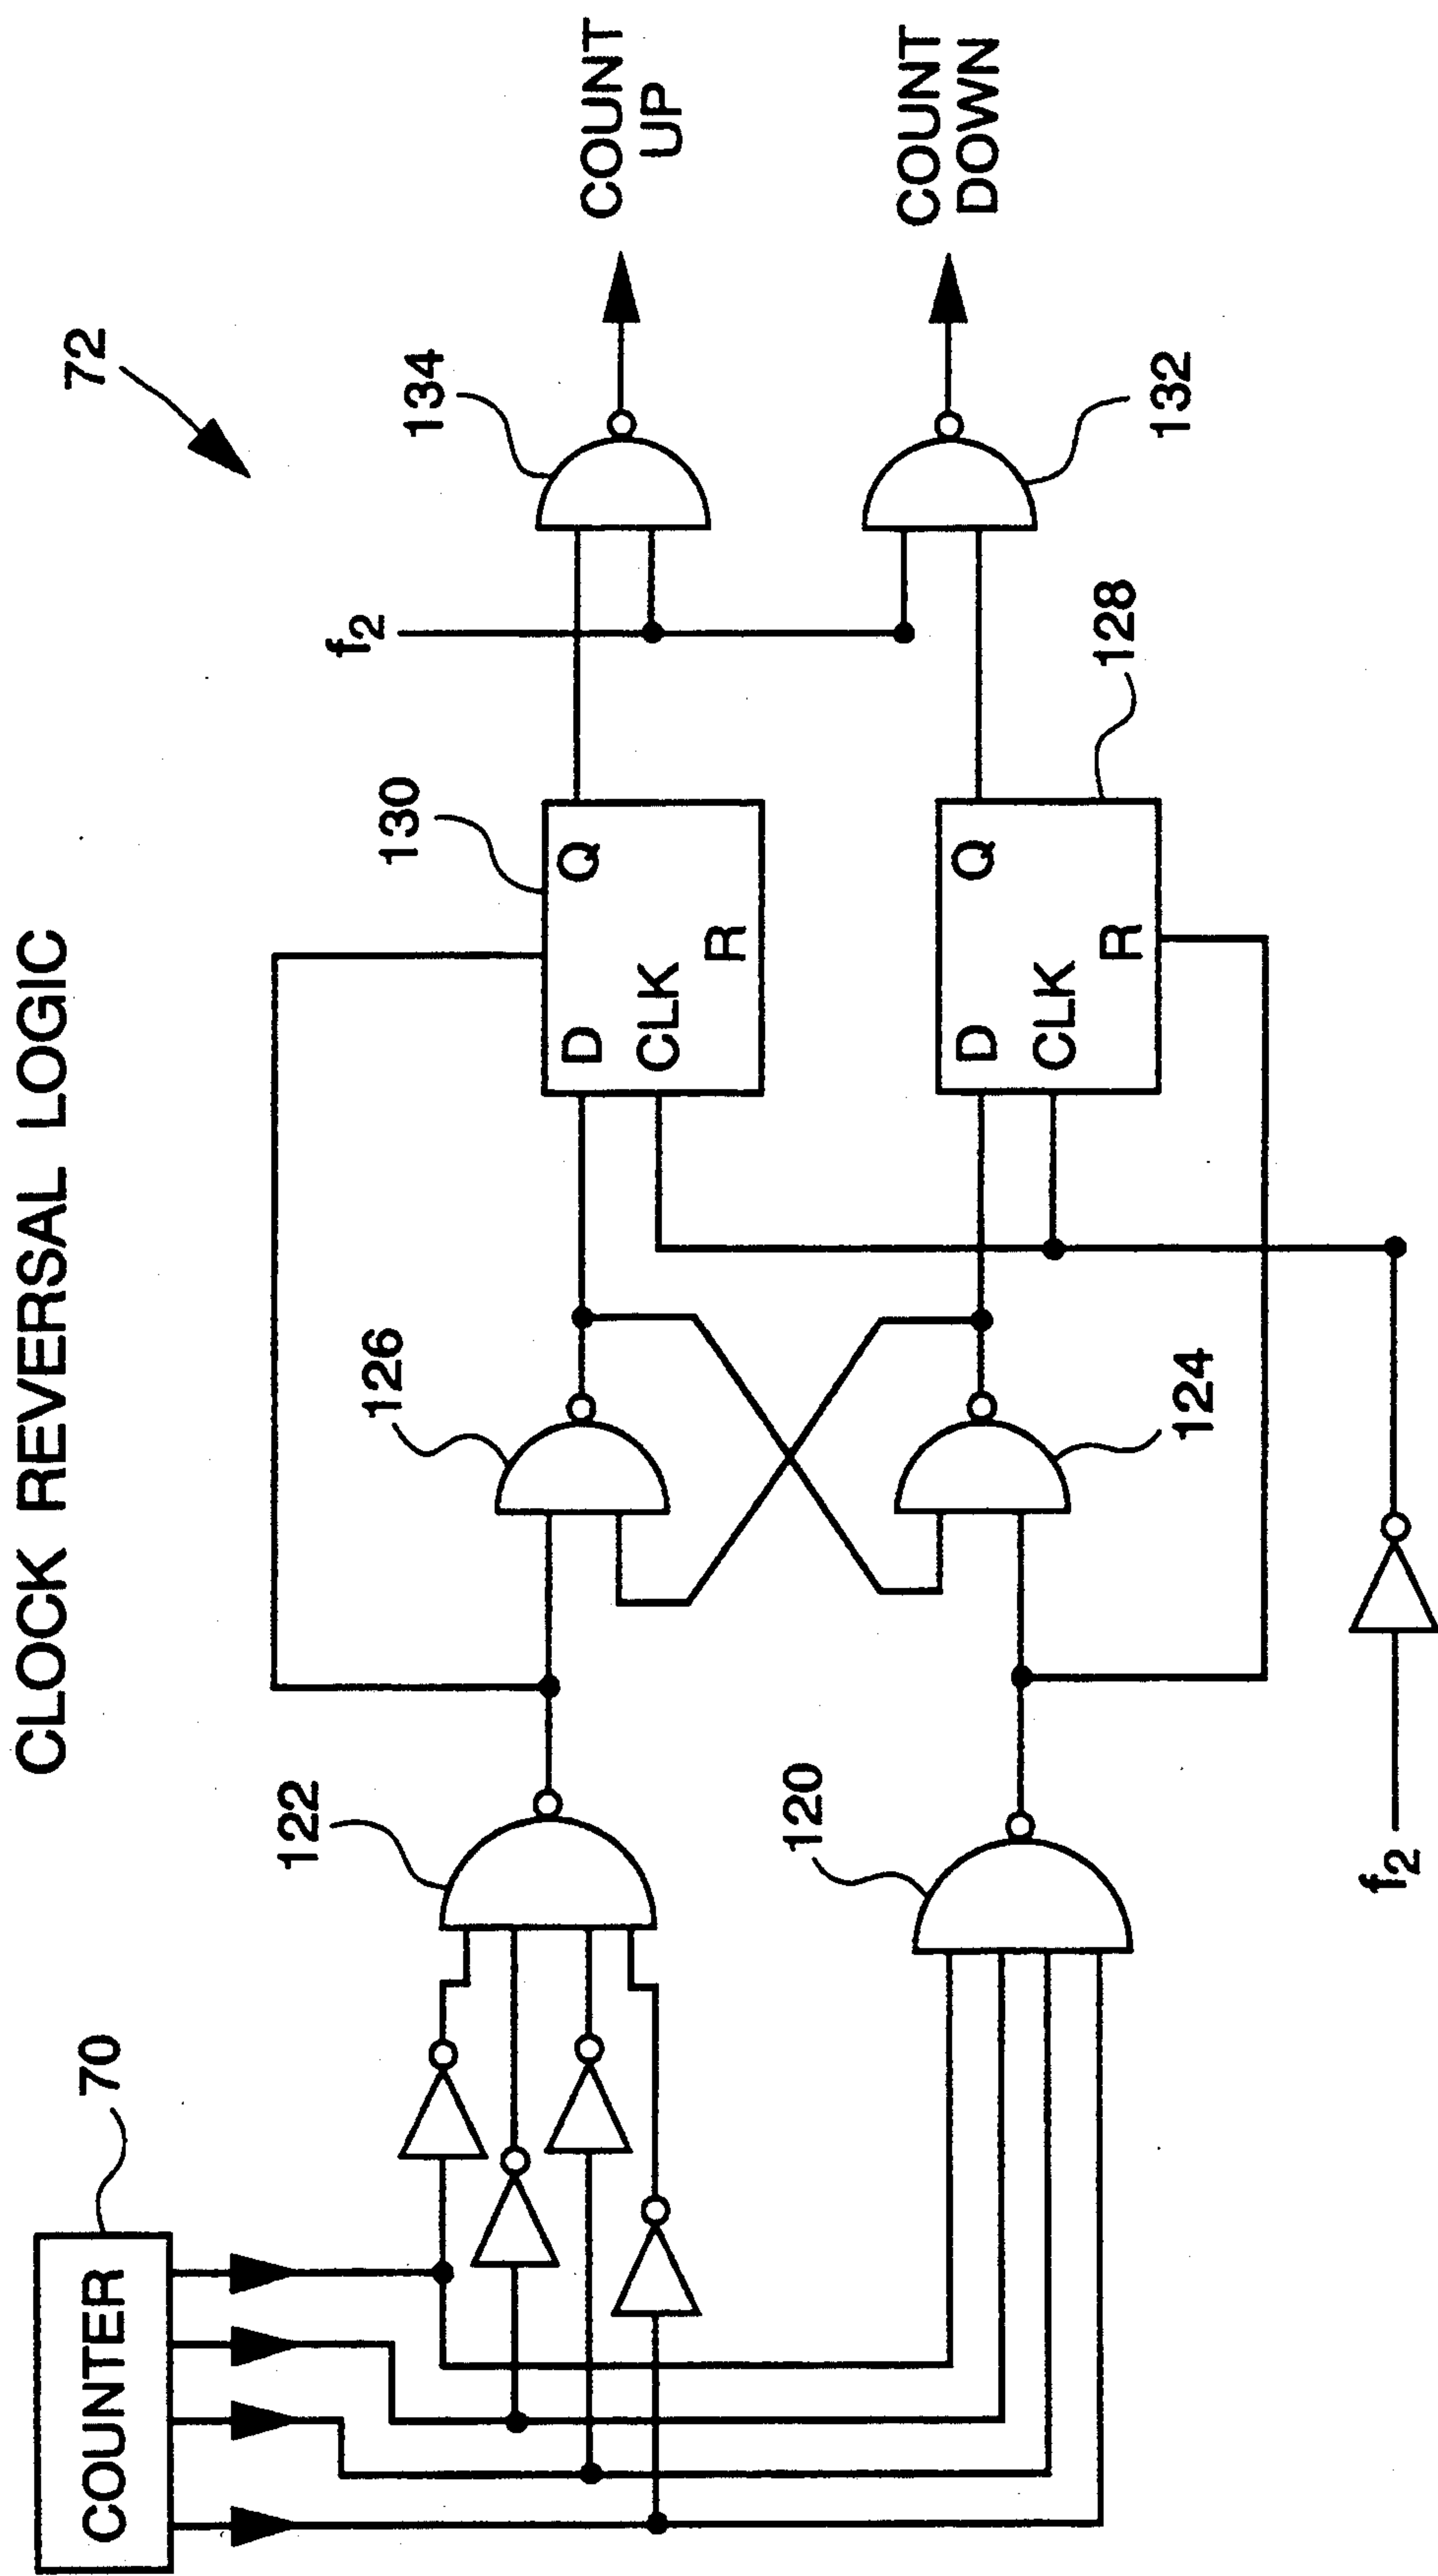 CLOCK REVERSAL LOGIC
72
70
COUNTER
122
126
130
f2
134
COUNT
UP
D
Q
CLK
R
120
124
128
132
COUNT
DOWN
D
Q
CLK
R
f2